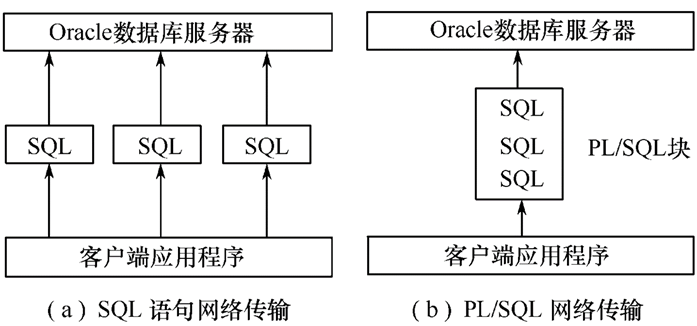 Oracle数据库服务器
SQL SQL SQL
客户端应用程序
(a) SQL 语句网络传输
Oracle数据库服务器
SQL
SQL
SQL
PL/SQL块
客户端应用程序
(b) PL/SQL 网络传输